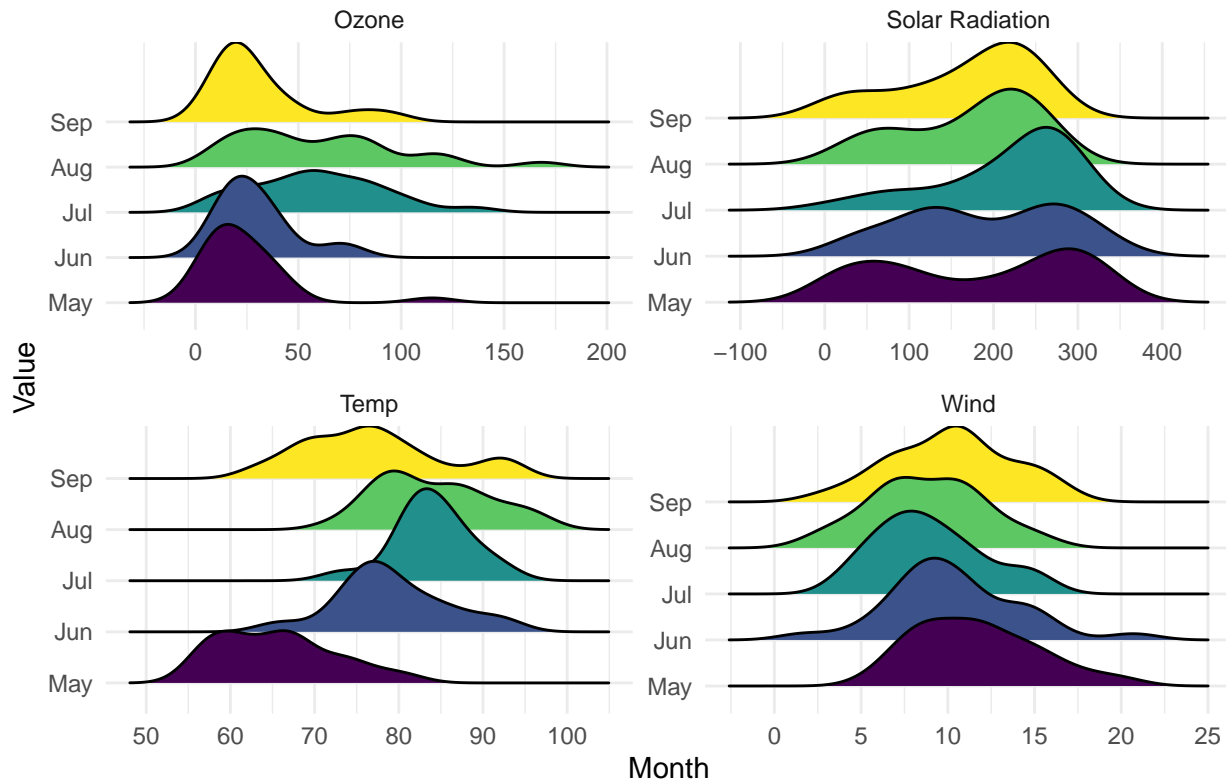 Ozone
Solar Radiation
Sep
Aug
Jul
Jun
May
0 50 100 150 200
Sep
Aug
Jul
Jun
May
−100 0 100 200 300 400
Value
Temp
Wind
Sep
Aug
Jul
Jun
May
50 60 70 80 90 100
Sep
Aug
Jul
Jun
May
0 5 10 15 20 25
Month